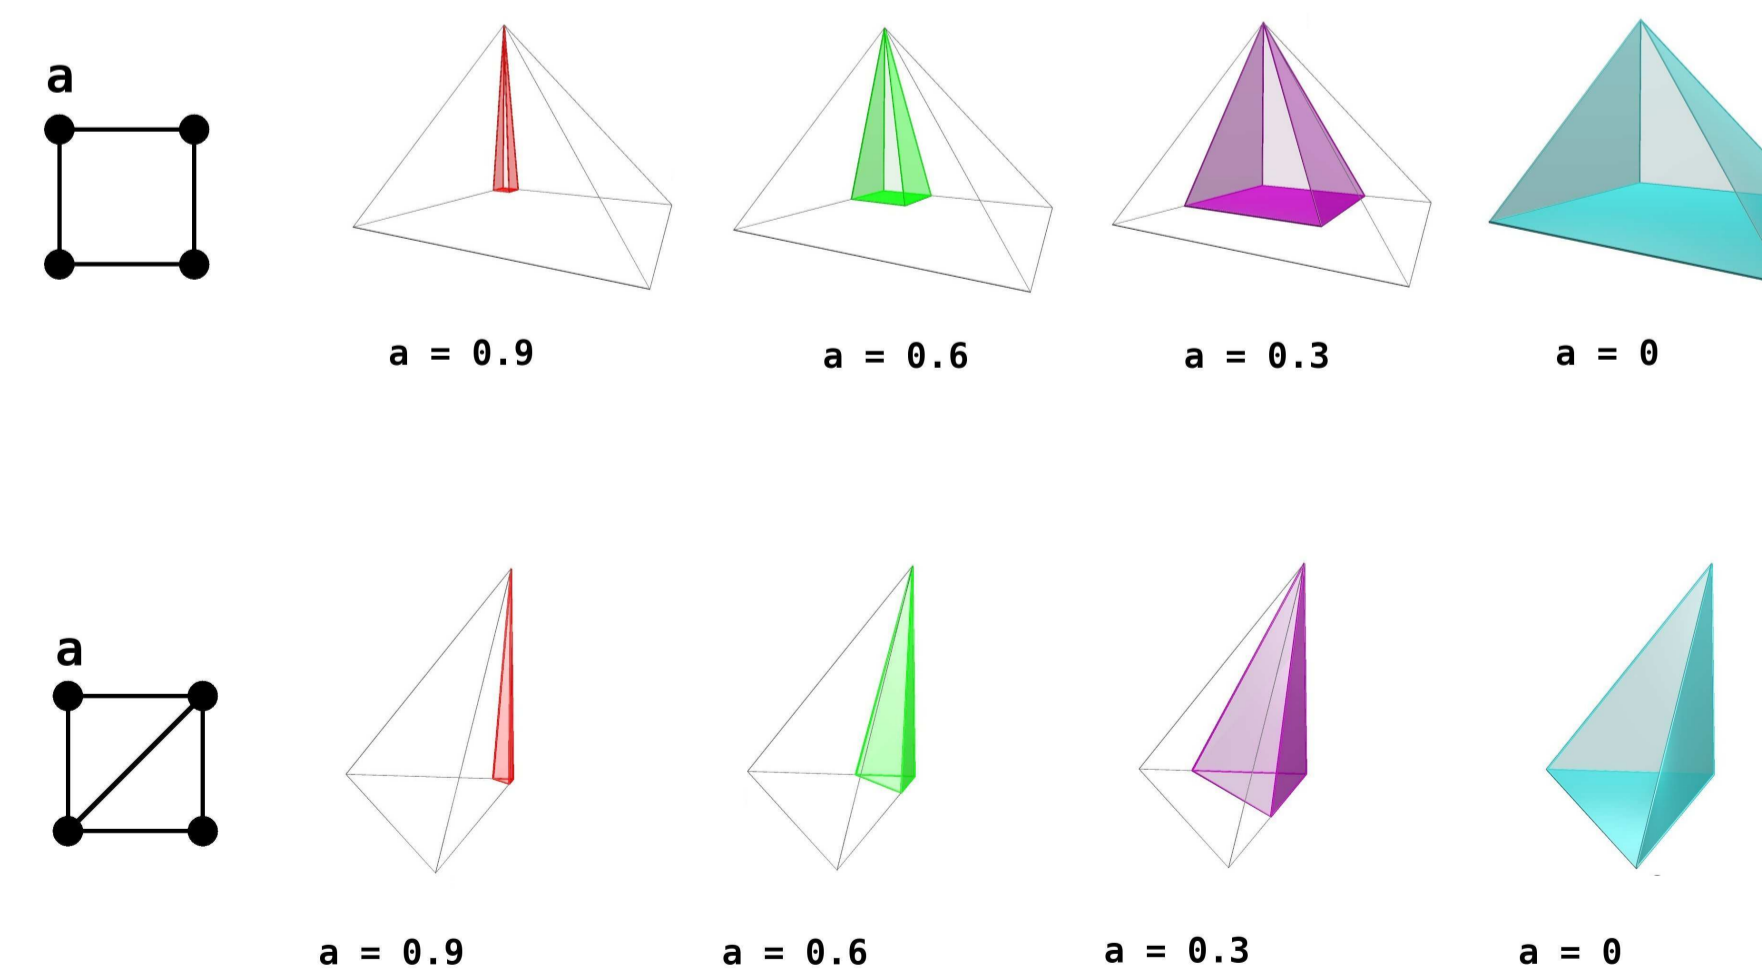 a
a = 0.9
a = 0.6
a = 0.3
a = 0
a
a = 0.9
a = 0.6
a = 0.3
a = 0